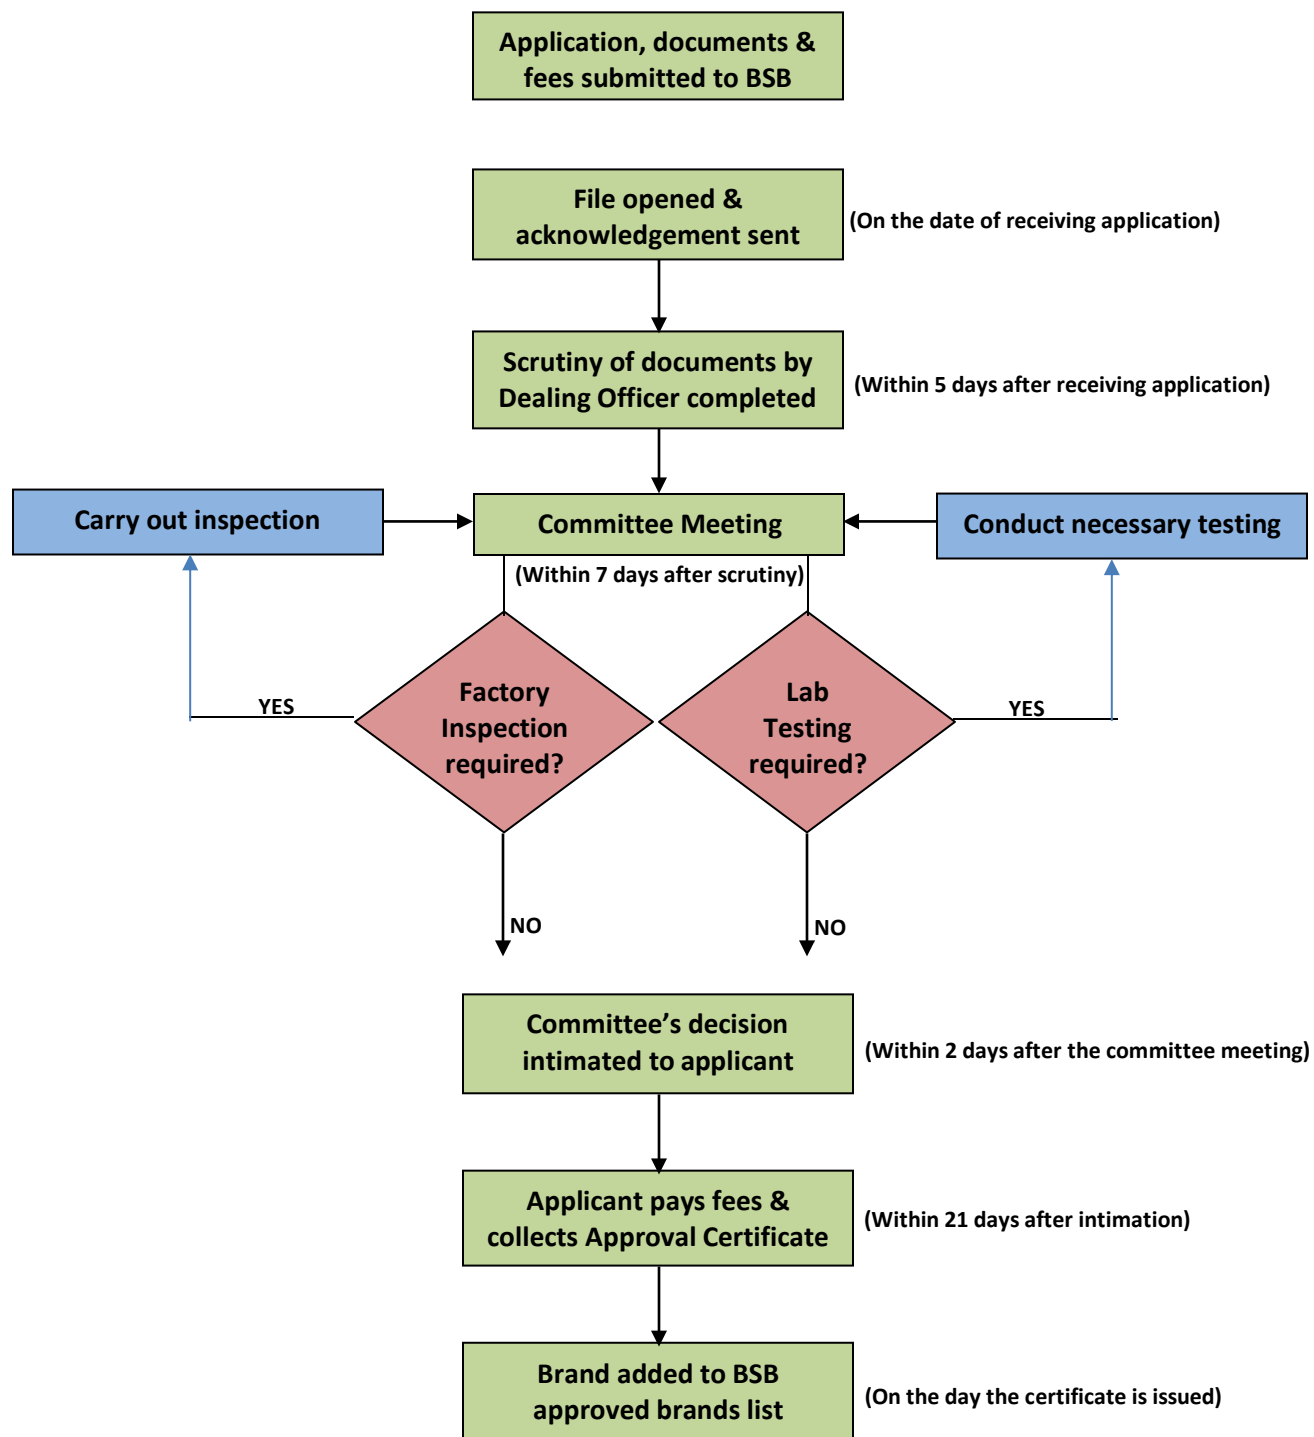 Application, documents &
fees submitted to BSB
File opened &
acknowledgement sent
(On the date of receiving application)
Scrutiny of documents by
Dealing Officer completed
(Within 5 days after receiving application)
Carry out inspection
Committee Meeting
Conduct necessary testing
(Within 7 days after scrutiny)
Factory
Inspection
required?
Lab
Testing
required?
YES
YES
NO
NO
Committee’s decision
intimated to applicant
(Within 2 days after the committee meeting)
Applicant pays fees &
collects Approval Certificate
(Within 21 days after intimation)
Brand added to BSB
approved brands list
(On the day the certificate is issued)